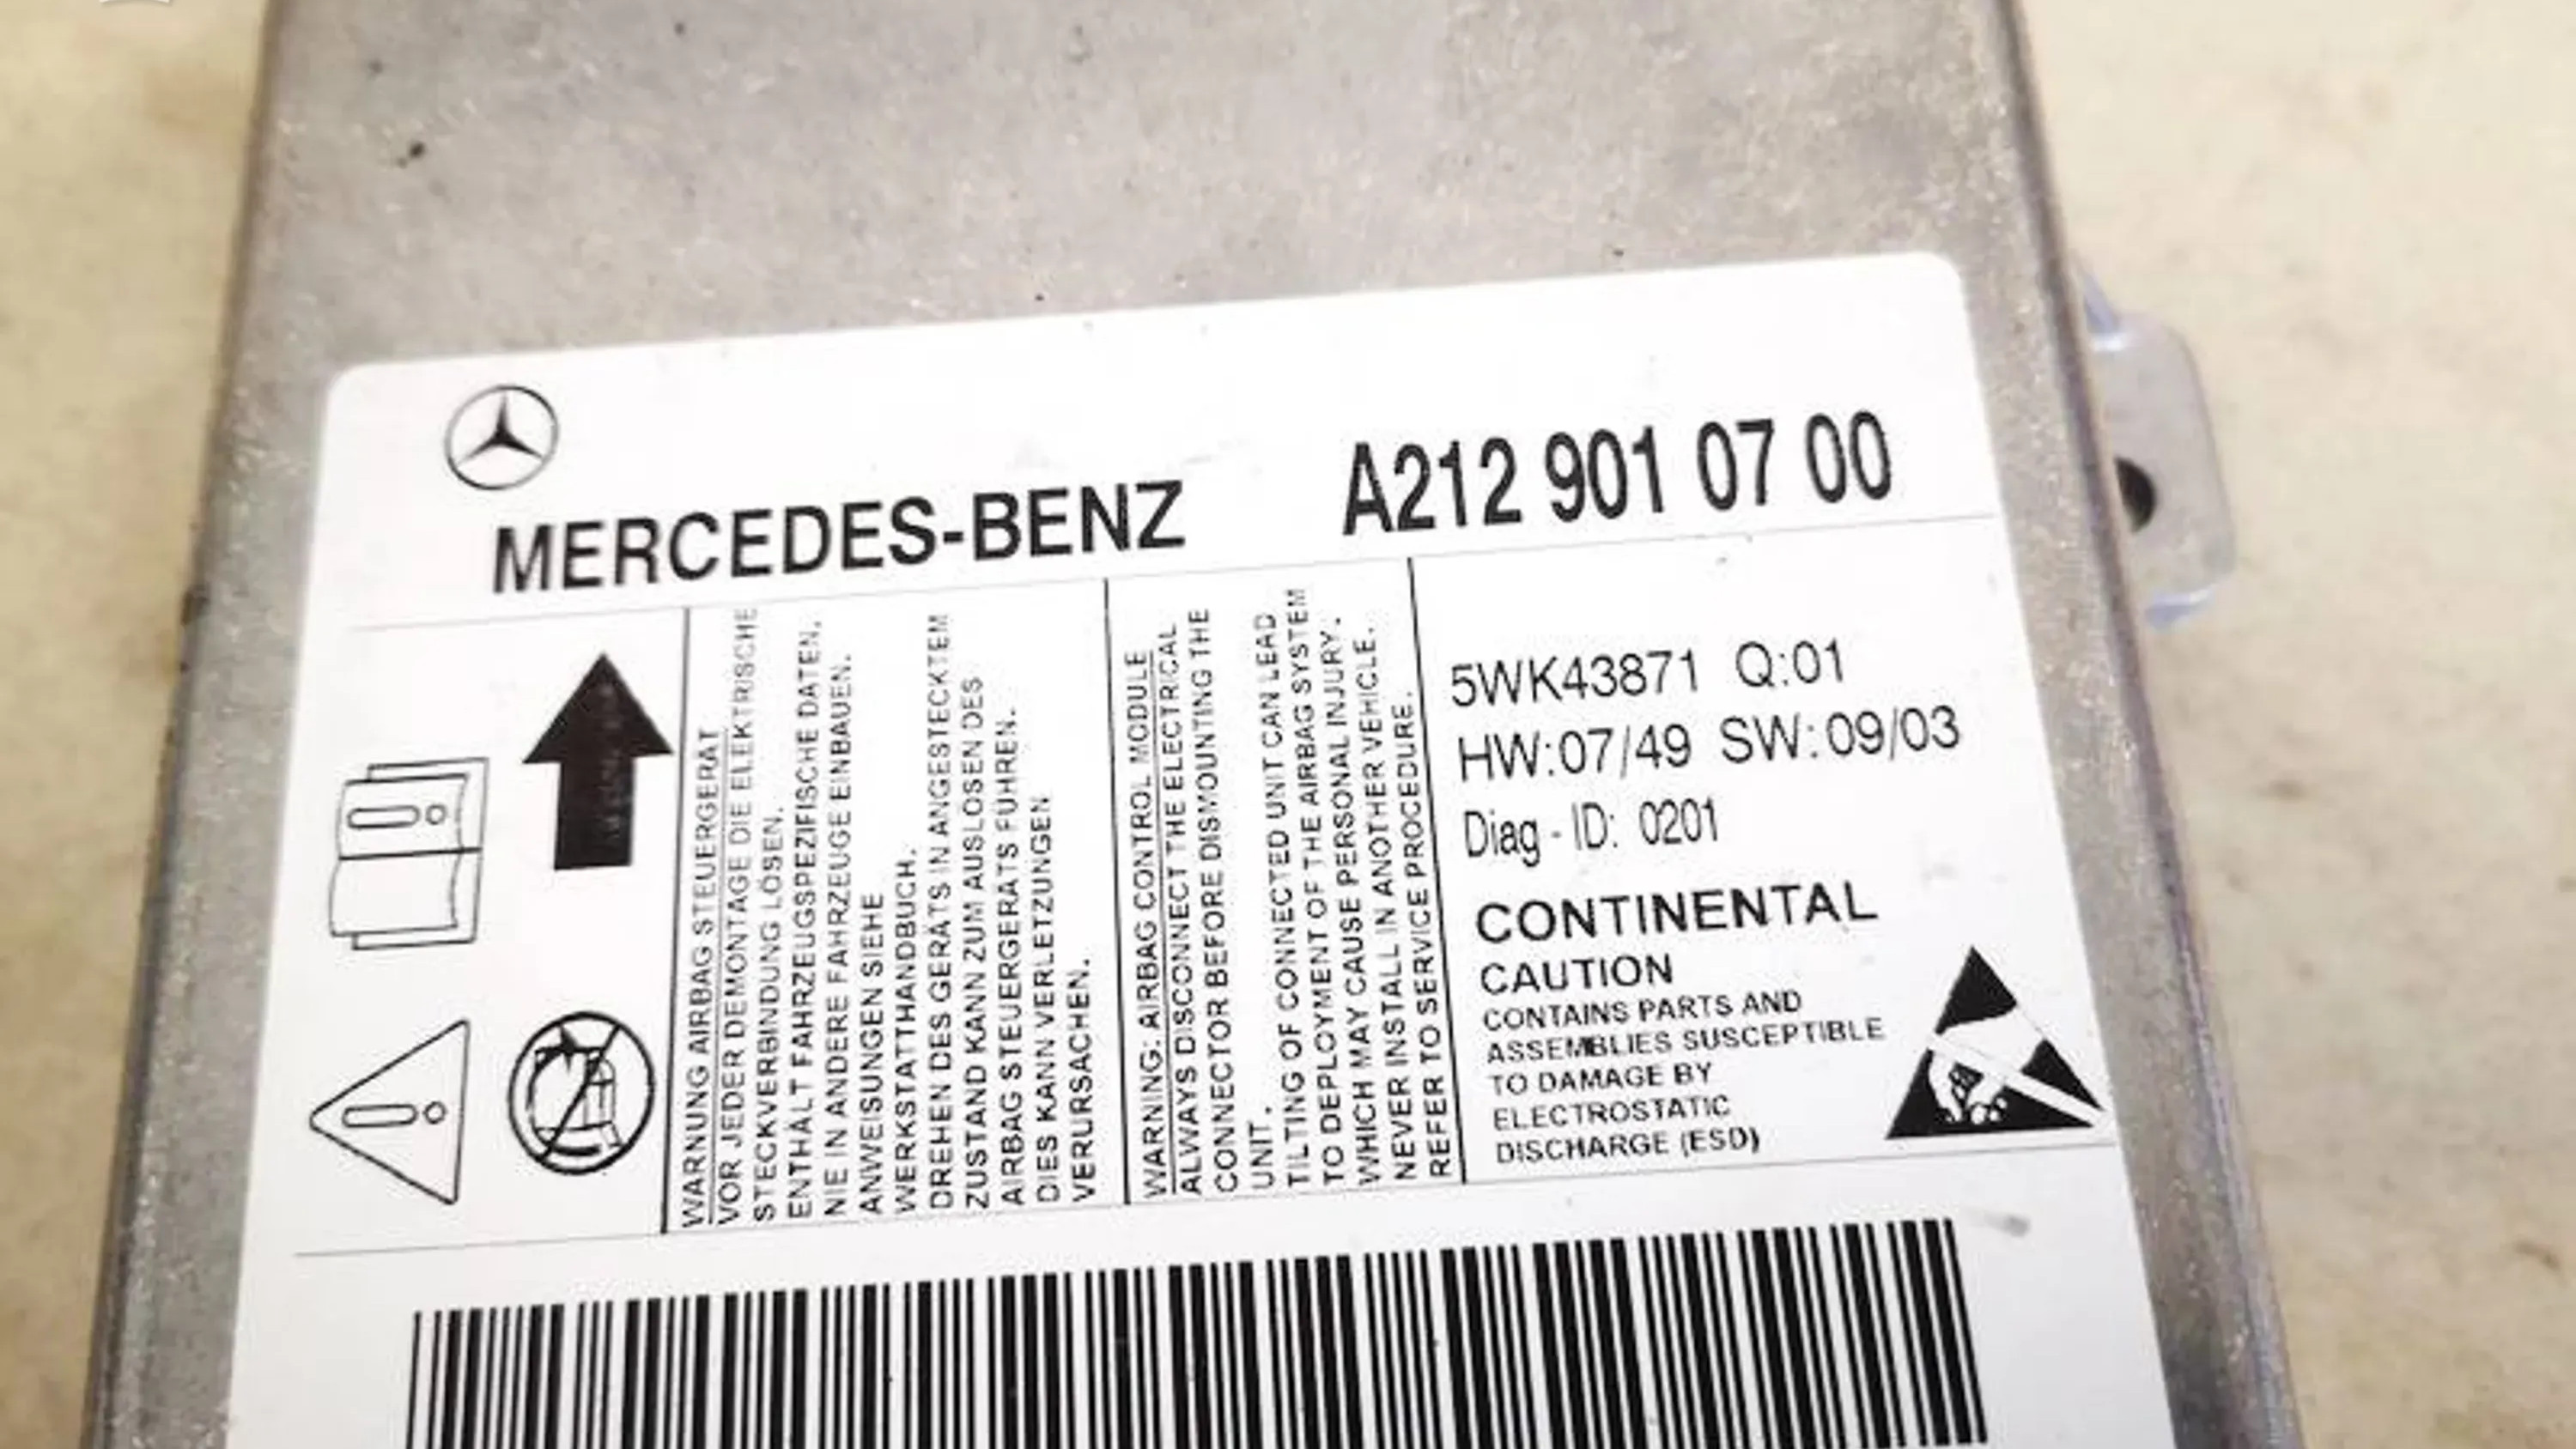 MERCEDES-BENZ A212 901 07 00
WARNUNG AIRBAG STEUERGERÄT
VOR JEDER DEMONTAGE DIE ELEKTRISCHE
STECKVERBINDUNG LÖSEN.
ENTHÄLT FAHRZEUGSPEZIFISCHE DATEN,
NIE IN ANDERE FAHRZEUGE EINBAUEN.
ANWEISUNGEN SIEHE
WERKSTATTHANDBUCH.
DREHEN DES GERÄTS IN ANGESTECKTEM
ZUSTAND KANN ZUM AUSLÖSEN DES
AIRBAG STEUERGERÄTS FÜHREN.
DIES KANN VERLETZUNGEN
VERURSACHEN.
WARNING: AIRBAG CONTROL MODULE
ALWAYS DISCONNECT THE ELECTRICAL
CONNECTOR BEFORE DISMOUNTING THE
UNIT.
TILTING OF CONNECTED UNIT CAN LEAD
TO DEPLOYMENT OF THE AIRBAG SYSTEM
WHICH MAY CAUSE PERSONAL INJURY.
NEVER INSTALL IN ANOTHER VEHICLE.
REFER TO SERVICE PROCEDURE.
5WK43871 Q:01
HW:07/49 SW:09/03
Diag - ID: 0201
CONTINENTAL
CAUTION
CONTAINS PARTS AND
ASSEMBLIES SUSCEPTIBLE
TO DAMAGE BY
ELECTROSTATIC
DISCHARGE (ESD)